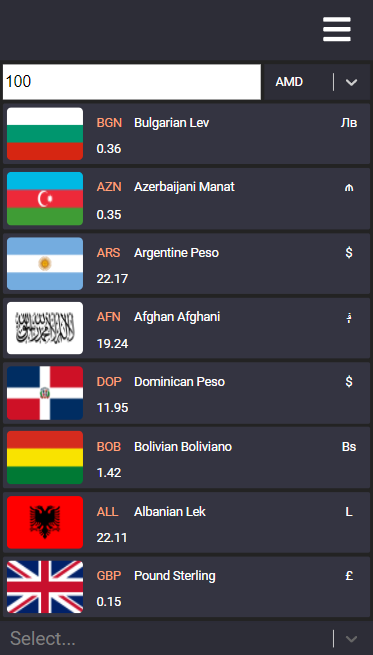 100
AMD
BGN Bulgarian Lev Лв
0.36
AZN Azerbaijani Manat ₼
0.35
ARS Argentine Peso $
22.17
AFN Afghan Afghani ؋
19.24
DOP Dominican Peso $
11.95
BOB Bolivian Boliviano Bs
1.42
ALL Albanian Lek L
22.11
GBP Pound Sterling £
0.15
Select...